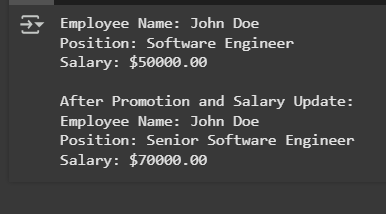 Employee Name: John Doe
Position: Software Engineer
Salary: $50000.00

After Promotion and Salary Update:
Employee Name: John Doe
Position: Senior Software Engineer
Salary: $70000.00